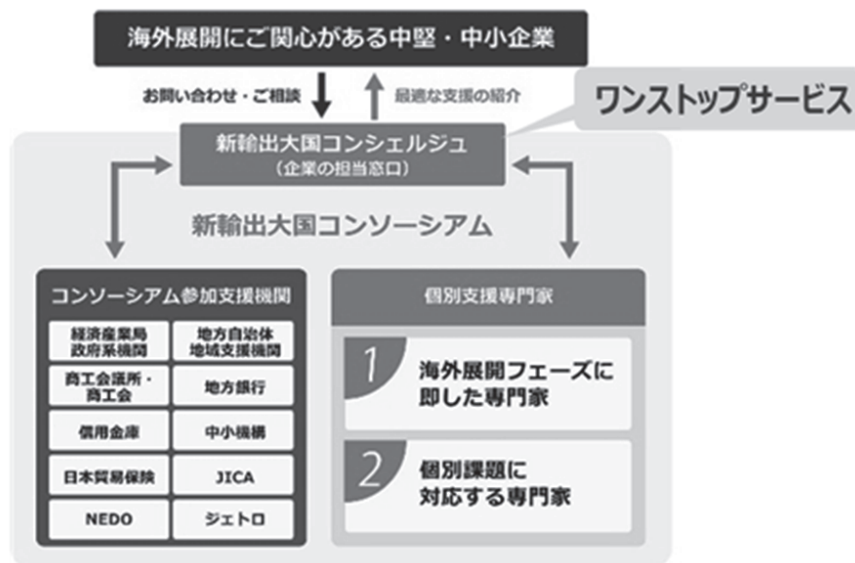 海外展開にご関心がある中堅・中小企業
お問い合わせ・ご相談
最適な支援の紹介
ワンストップサービス
新輸出大国コンシェルジュ
（企業の担当窓口）
新輸出大国コンソーシアム
コンソーシアム参加支援機関
経済産業局
政府系機関
地方自治体
地域支援機関
商工会議所・
商工会
地方銀行
信用金庫
中小機構
日本貿易保険
JICA
NEDO
ジェトロ
個別支援専門家
1
海外展開フェーズに
即した専門家
2
個別課題に
対応する専門家